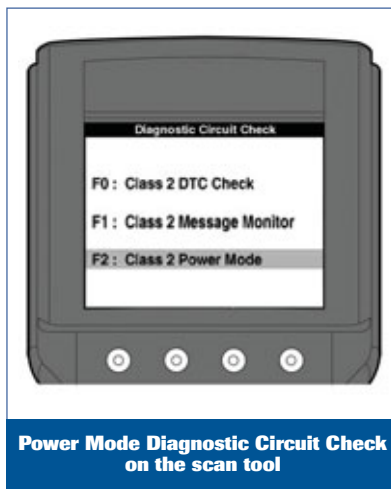 Diagnostic Circuit Check
F0 : Class 2 DTC Check
F1 : Class 2 Message Monitor
F2 : Class 2 Power Mode
Power Mode Diagnostic Circuit Check
on the scan tool